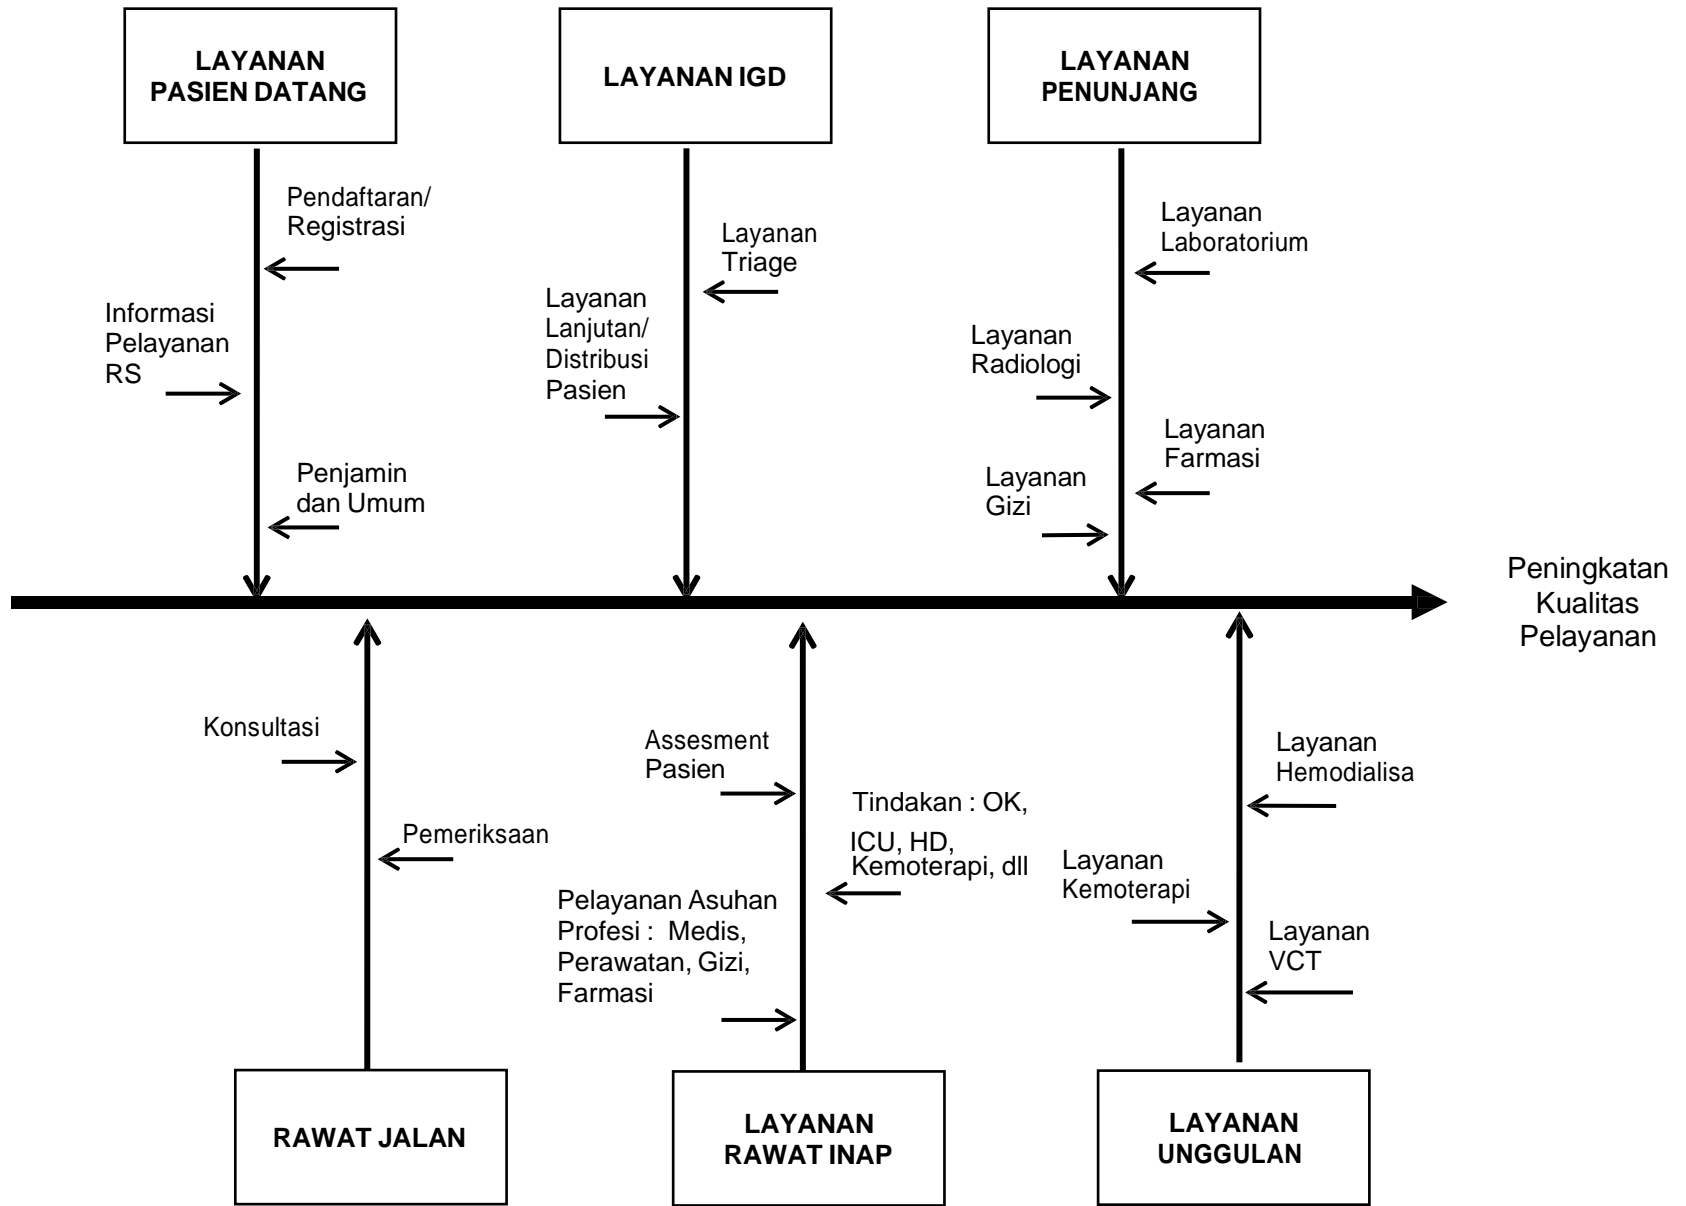 LAYANAN
PASIEN DATANG
LAYANAN IGD
LAYANAN
PENUNJANG
Pendaftaran/
Registrasi
Informasi
Pelayanan
RS
Penjamin
dan Umum
Layanan
Triage
Layanan
Lanjutan/
Distribusi
Pasien
Layanan
Laboratorium
Layanan
Radiologi
Layanan
Farmasi
Layanan
Gizi
Peningkatan
Kualitas
Pelayanan
Konsultasi
Pemeriksaan
Assesment
Pasien
Tindakan : OK,
ICU, HD,
Kemoterapi, dll
Pelayanan Asuhan
Profesi : Medis,
Perawatan, Gizi,
Farmasi
Layanan
Hemodialisa
Layanan
Kemoterapi
Layanan
VCT
RAWAT JALAN
LAYANAN
RAWAT INAP
LAYANAN
UNGGULAN